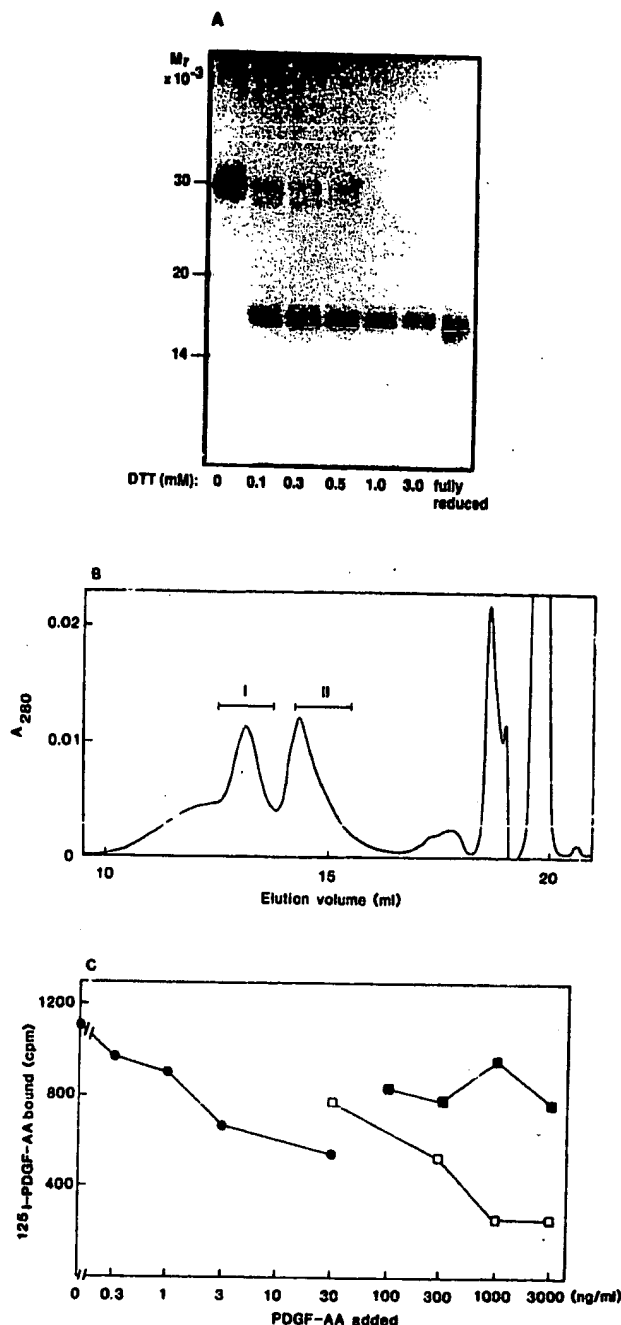 A
Mr
x10-3
30
20
14
DTT (mM): 0 0.1 0.3 0.5 1.0 3.0 fully
reduced
B
0.02
0.01
0
A280
I II
10 15 20
Elution volume (ml)
C
1200
800
400
125I-PDGF-AA bound (cpm)
0 0.3 1 3 10 30 100 300 1000 3000 (ng/ml)
PDGF-AA added